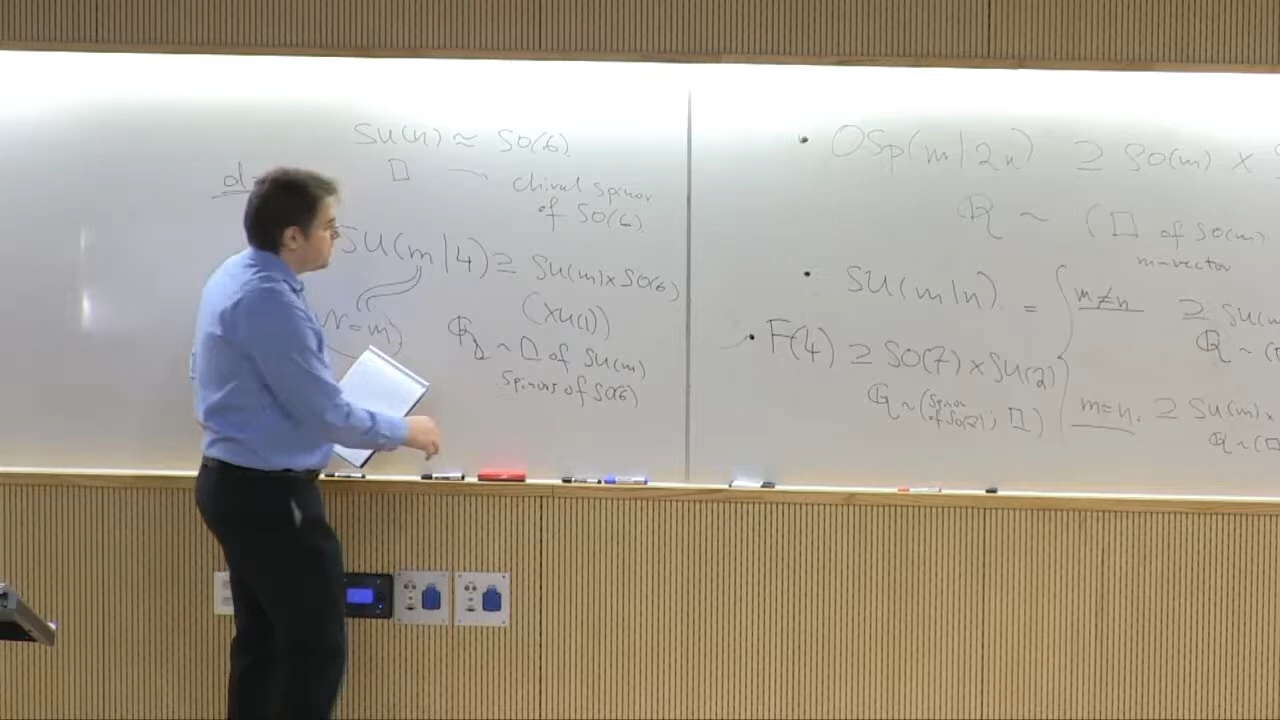 SU(4) ≈ SO(6)
□ → chiral spinor
of SO(6)
d
SU(m|4) ⊇ SU(m)×SO(6)
(×U(1))
N=m)
Q ~ □ of SU(m)
spinors of SO(6)
• OSp(m|2n) ⊇ SO(m) ×
Q ~ (□ of SO(m)
m-vector
• SU(m|n) = { m≠n ⊇ SU(m
Q ~ (
• F(4) ⊇ SO(7) × SU(2)
Q ~ (spinor of SO(7); □)
m=n. ⊇ SU(m)×
Q ~ (□